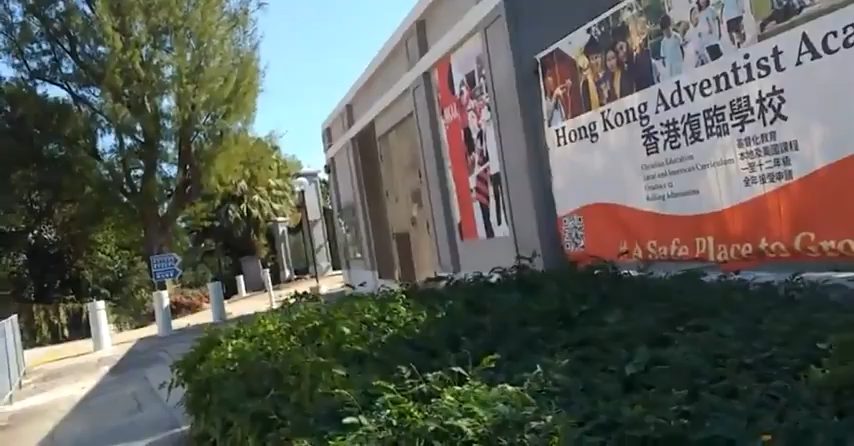 Hong Kong Adventist Aca
香港復臨學校
Christian Education
Local and American Curriculum
Grades 1-12
Rolling Admission
基督化教育
本地及美國課程
一至十二年級
全年接受申請
"A Safe Place to Gro